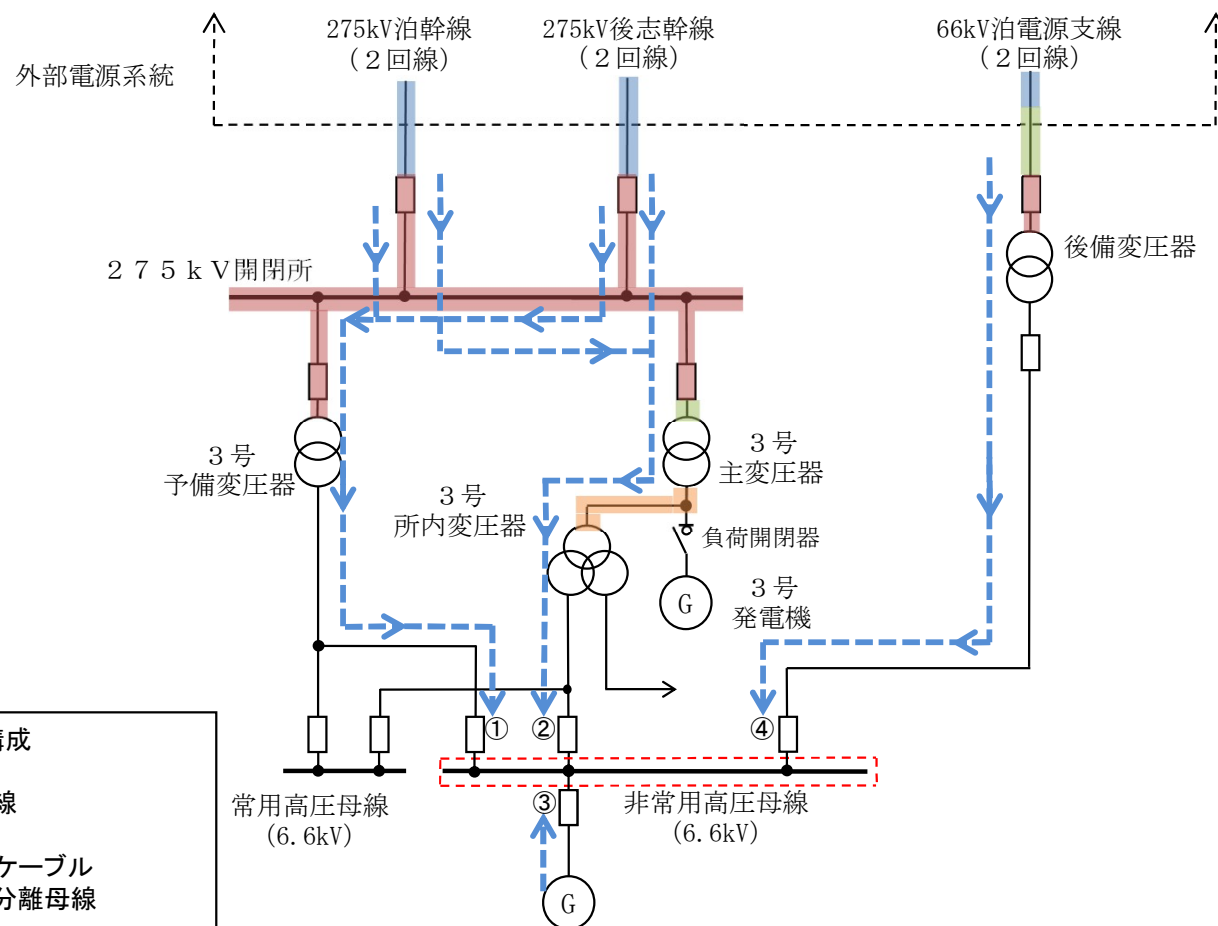 275kV泊幹線
(２回線)
275kV後志幹線
(２回線)
66kV泊電源支線
(２回線)
外部電源系統
２７５ｋＶ開閉所
後備変圧器
３号
予備変圧器
３号
主変圧器
３号
所内変圧器
負荷開閉器
G
３号
発電機
①
②
④
常用高圧母線
(6.6kV)
③
非常用高圧母線
(6.6kV)
G
構成
線
ケーブル
分離母線